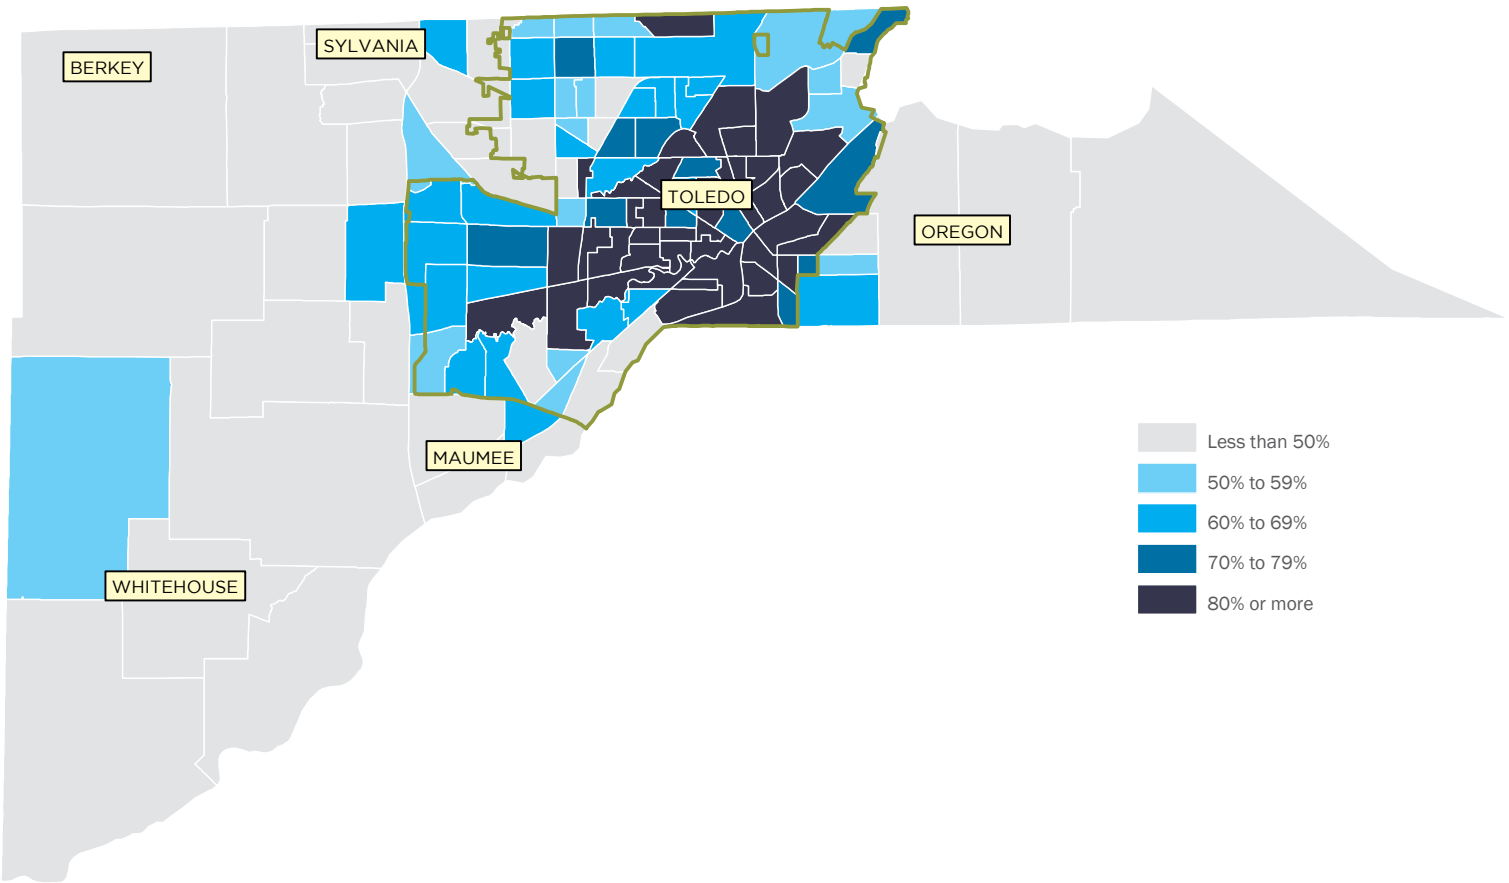 SYLVANIA
BERKEY
TOLEDO
OREGON
MAUMEE
WHITEHOUSE
Less than 50%
50% to 59%
60% to 69%
70% to 79%
80% or more